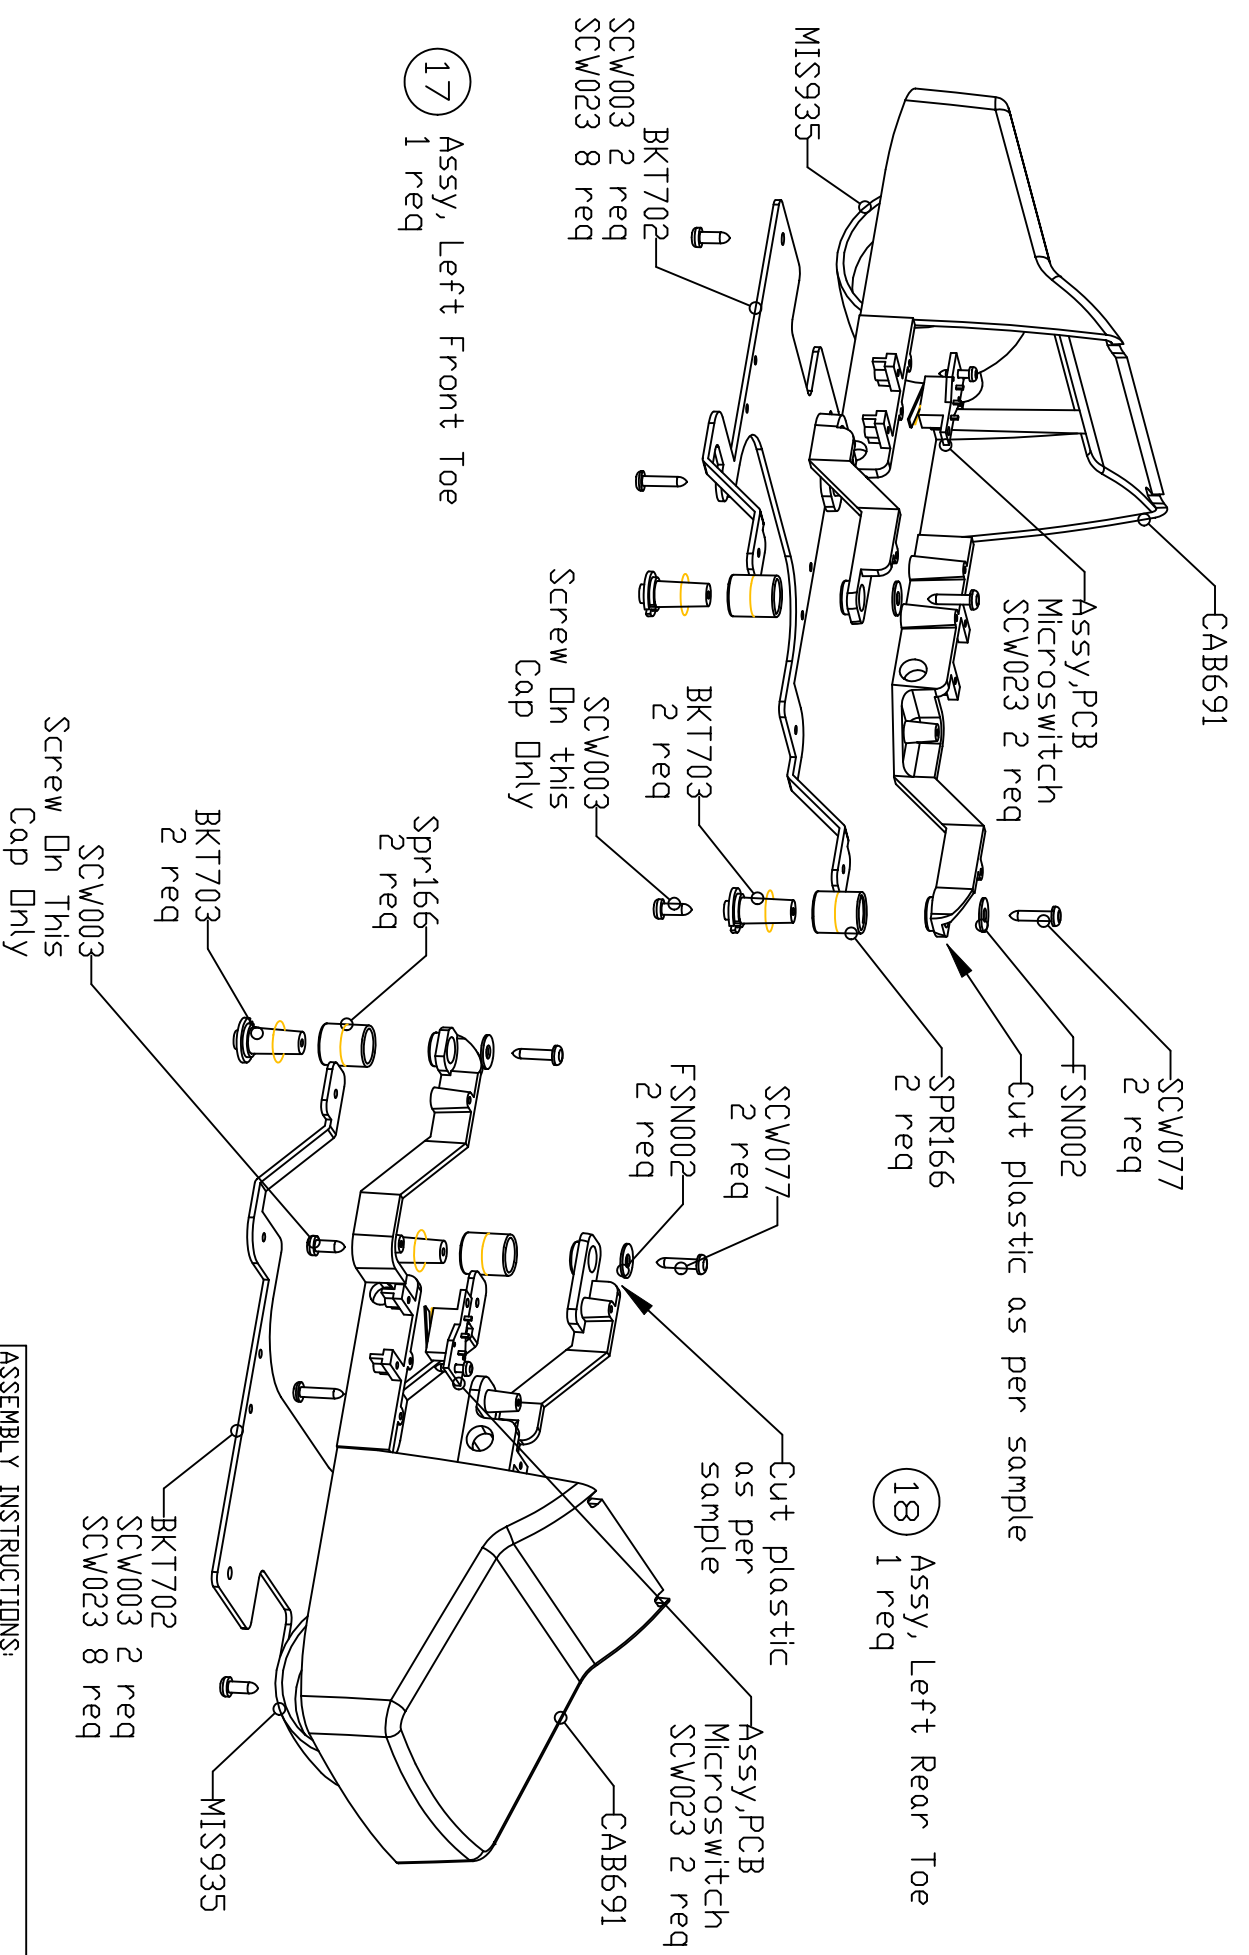 CAB691
MIS935
Assy,PCB
Microswitch
SCW023 2 req
BKT702
SCW003 2 req
SCW023 8 req
SCW077
2 req
FSN002
Cut plastic as per sample
SPR166
2 req
BKT703
2 req
SCW003
Screw On this
Cap Only
17
Assy, Left Front Toe
1 req
18
Assy, Left Rear Toe
1 req
SCW077
2 req
FSN002
2 req
Cut plastic
as per
sample
Assy,PCB
Microswitch
SCW023 2 req
CAB691
Spr166
2 req
BKT703
2 req
SCW003
Screw On This
Cap Only
BKT702
SCW003 2 req
SCW023 8 req
MIS935
ASSEMBLY INSTRUCTIONS: